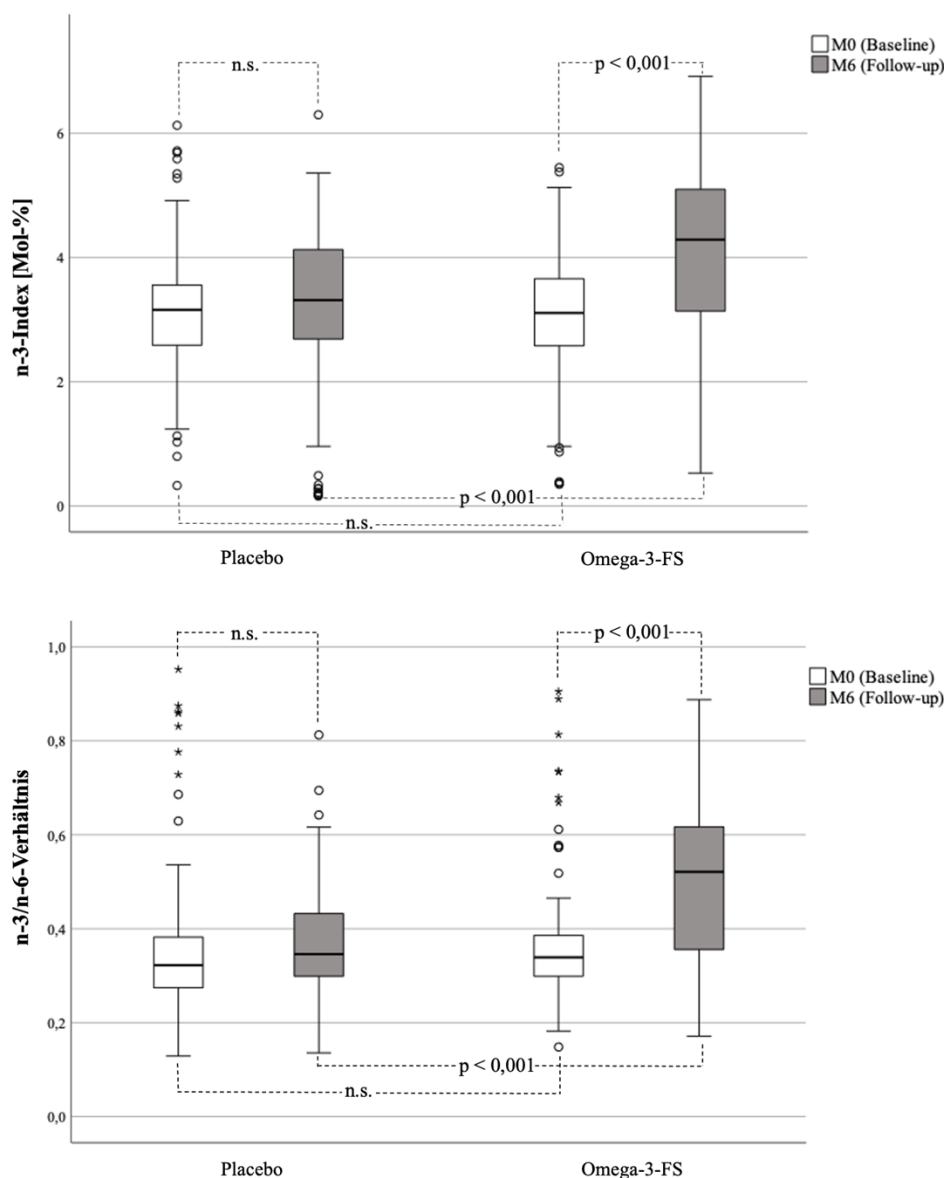 M0 (Baseline)
M6 (Follow-up)
n.s.
p < 0,001
n-3-Index [Mol-%]
6
4
2
0
p < 0,001
n.s.
Placebo
Omega-3-FS
n.s.
p < 0,001
M0 (Baseline)
M6 (Follow-up)
n-3/n-6-Verhältnis
1,0
0,8
0,6
0,4
0,2
0,0
p < 0,001
n.s.
Placebo
Omega-3-FS